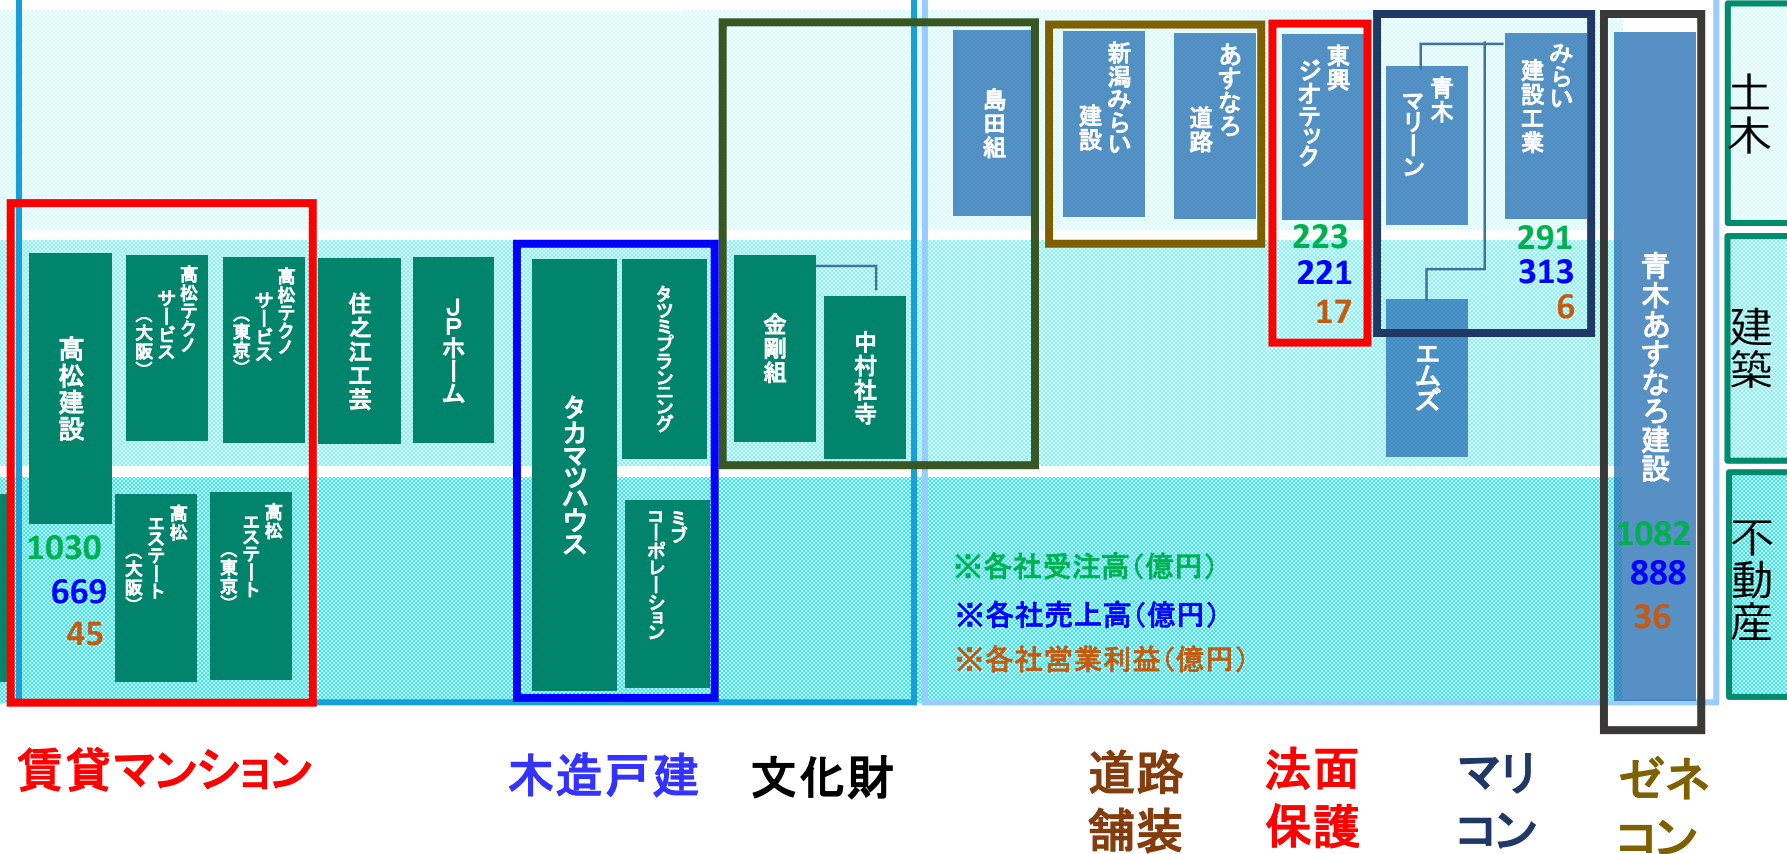 土木
建築
不動産
青木あすなろ建設
1082
888
36
みらい
建設工業
291
313
6
青木
マリーン
エムズ
東興
ジオテック
223
221
17
あすなろ
道路
新潟みらい
建設
島田組
中村社寺
金剛組
タツミプランニング
ミブ
コーポレーション
タカマツハウス
JPホーム
住之江工芸
髙松テクノ
サービス
(東京)
髙松テクノ
サービス
(大阪)
髙松
エステート
(東京)
髙松
エステート
(大阪)
髙松建設
1030
669
45
※各社受注高(億円)
※各社売上高(億円)
※各社営業利益(億円)
賃貸マンション
木造戸建
文化財
道路
舗装
法面
保護
マリ
コン
ゼネ
コン